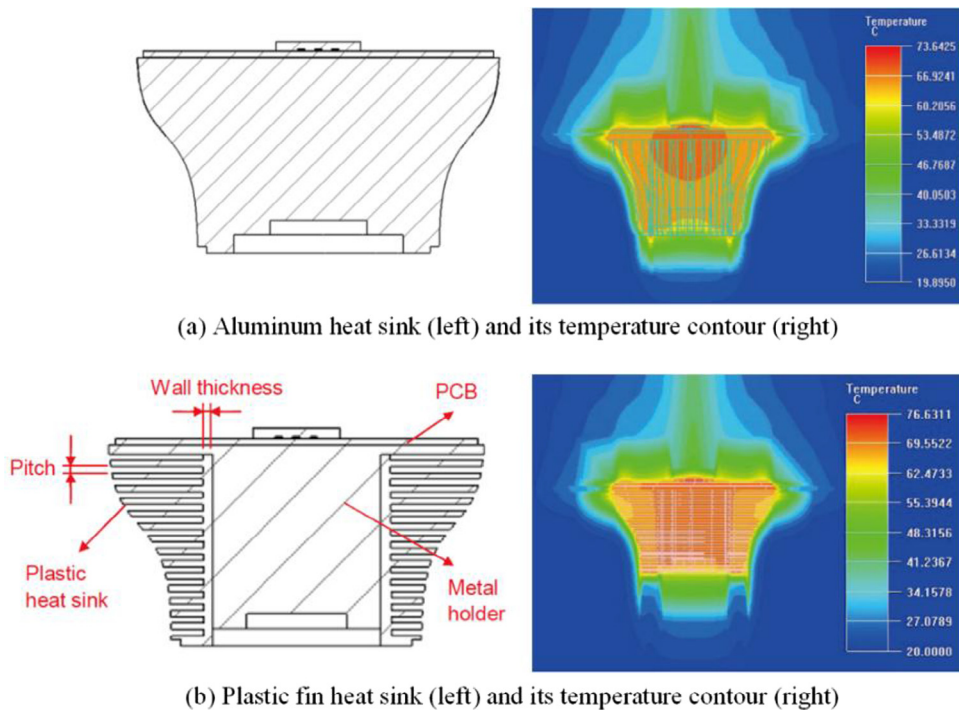 Temperature
C
73.6425
66.9241
60.2056
53.4872
46.7687
40.0503
33.3319
26.6134
19.8950
(a) Aluminum heat sink (left) and its temperature contour (right)
Wall thickness
PCB
Pitch
Plastic
heat sink
Metal
holder
Temperature
C
76.6311
69.5522
62.4733
55.3944
48.3156
41.2367
34.1578
27.0789
20.0000
(b) Plastic fin heat sink (left) and its temperature contour (right)